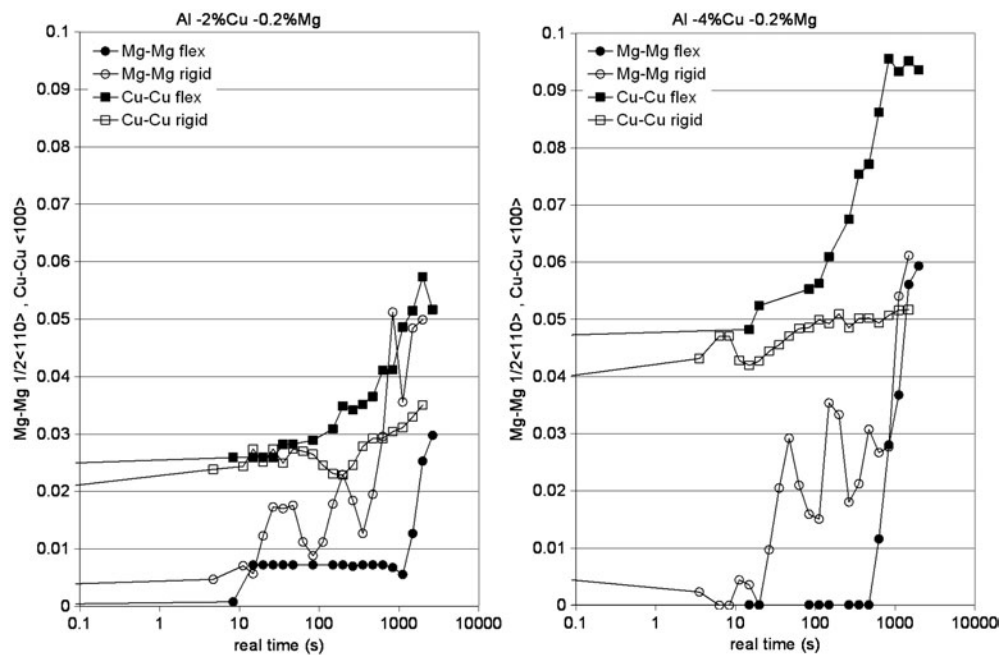 Al -2%Cu -0.2%Mg
0.1
0.09
0.08
0.07
0.06
0.05
0.04
0.03
0.02
0.01
0
Mg-Mg flex
Mg-Mg rigid
Cu-Cu flex
Cu-Cu rigid
Mg-Mg 1/2<110> , Cu-Cu <100>
0.1 1 10 100 1000 10000
real time (s)
Al -4%Cu -0.2%Mg
0.1
0.09
0.08
0.07
0.06
0.05
0.04
0.03
0.02
0.01
0
Mg-Mg flex
Mg-Mg rigid
Cu-Cu flex
Cu-Cu rigid
Mg-Mg 1/2<110> , Cu-Cu <100>
0.1 1 10 100 1000 10000
real time (s)